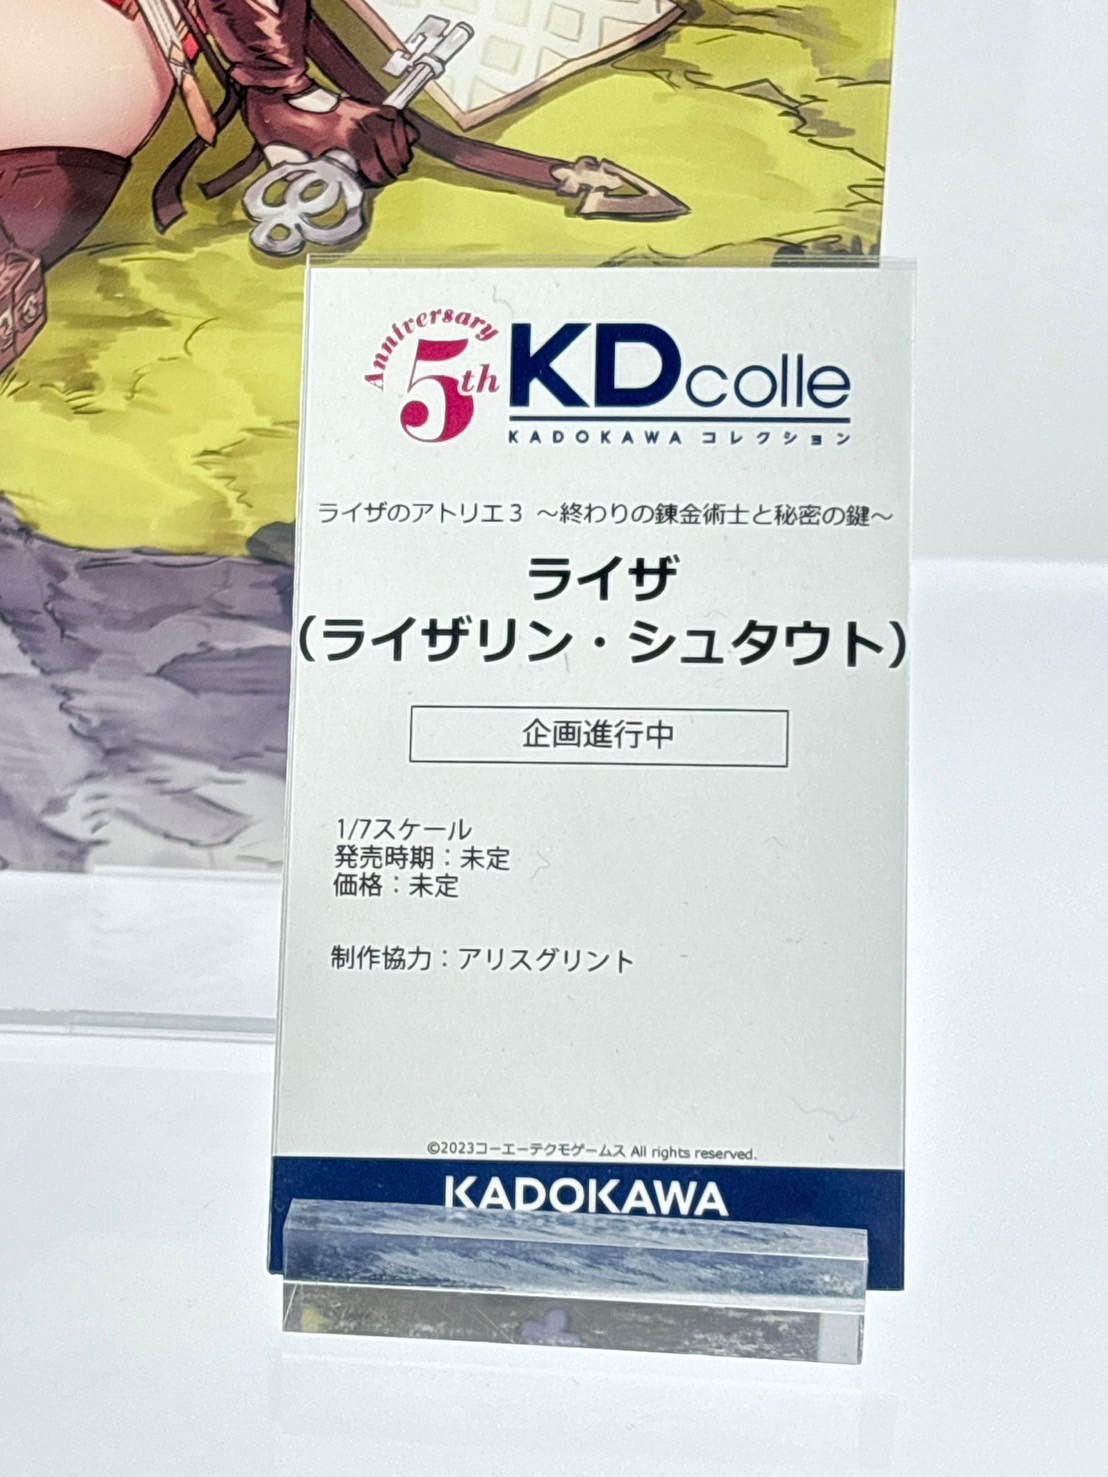 Anniversary
5th KDcolle
KADOKAWA コレクション
ライザのアトリエ3 ～終わりの錬金術士と秘密の鍵～
ライザ
（ライザリン・シュタウト）
企画進行中
1/7スケール
発売時期：未定
価格：未定
制作協力：アリスグリント
©2023コーエーテクモゲームス All rights reserved.
KADOKAWA